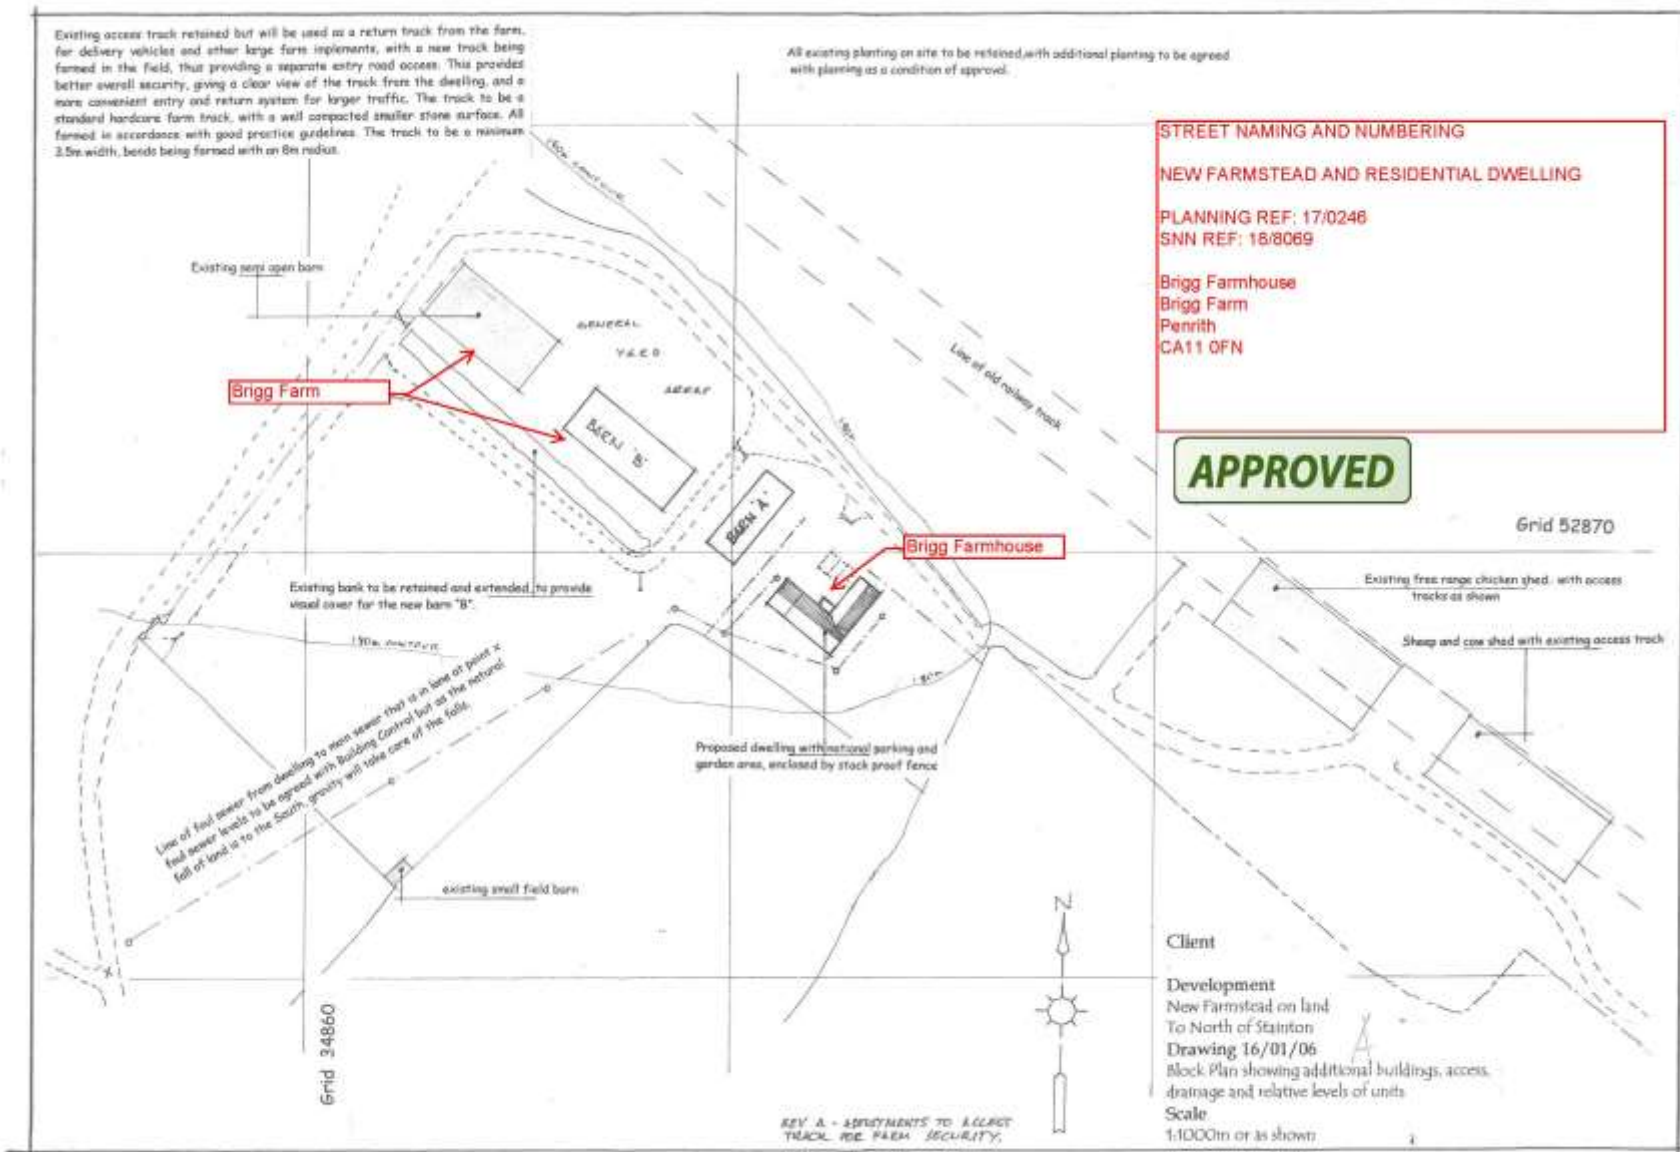 Existing access track retained but will be used as a return track from the farm,
for delivery vehicles and other large farm implements, with a new track being
formed in the field, thus providing a separate entry road access. This provides
better overall security, giving a clear view of the track from the dwelling, and a
more convenient entry and return system for larger traffic. The track to be a
standard hardcore farm track, with a well compacted smaller stone surface. All
formed in accordance with good practice guidelines. The track to be a minimum
3.5m width, bends being formed with an 8m radius.
All existing planting on site to be retained,with additional planting to be agreed
with planning as a condition of approval.
STREET NAMING AND NUMBERING
NEW FARMSTEAD AND RESIDENTIAL DWELLING
PLANNING REF: 17/0246
SNN REF: 18/8069
Brigg Farmhouse
Brigg Farm
Penrith
CA11 0FN
APPROVED
Grid 52870
190m CONTOUR
Existing semi open barn
GENERAL
YARD
AREA
Line of old railway track
Brigg Farm
BARN 'B'
BARN 'A'
Brigg Farmhouse
Existing bank to be retained and extended, to provide
visual cover for the new barn "B".
Existing free range chicken shed. with access
tracks as shown
Sheep and cow shed with existing access track
CONTOUR
Line of foul sewer from dwelling to main sewer that is in lane at point x
foul sewer levels to be agreed with Building Control but as the natural
fall of land is to the South, gravity will take care of the falls.
Proposed dwelling with national parking and
garden area, enclosed by stock proof fence
existing small field barn
x
N
Grid 34860
Client
Development
New Farmstead on land
To North of Stainton
Drawing 16/01/06 A
Block Plan showing additional buildings, access,
drainage and relative levels of units
Scale
1:1000m or as shown
REV A - ADJUSTMENTS TO ACCESS
TRACK FOR FARM SECURITY.